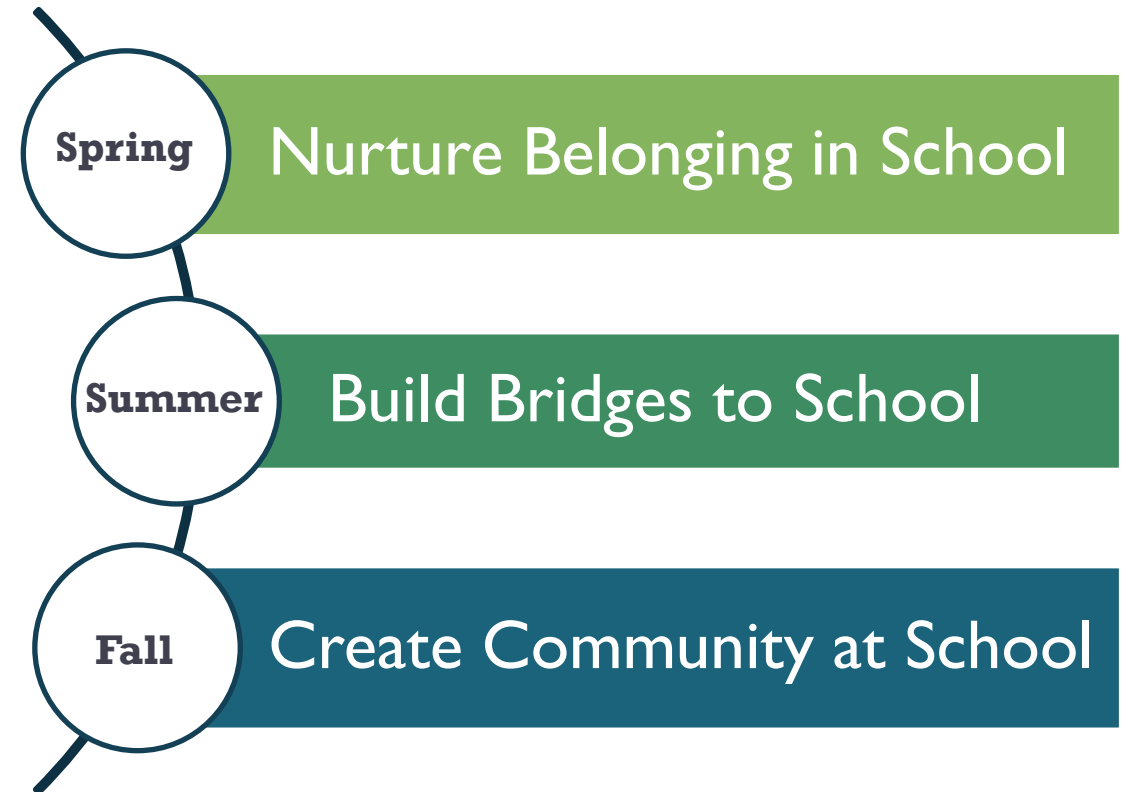 Spring
Nurture Belonging in School
Summer
Build Bridges to School
Fall
Create Community at School